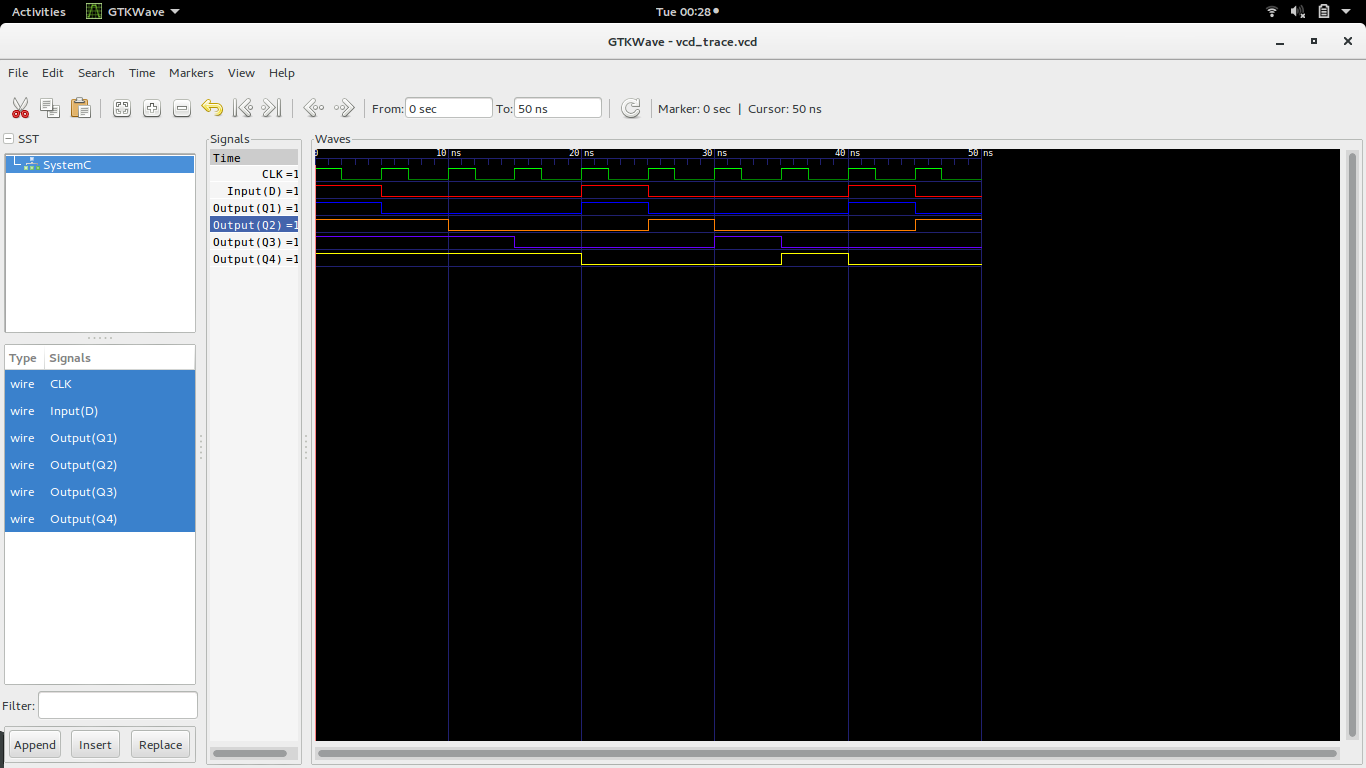 Activities GTKWave Tue 00:28
GTKWave - vcd_trace.vcd
File Edit Search Time Markers View Help
From: 0 sec To: 50 ns Marker: 0 sec | Cursor: 50 ns
SST
SystemC
Type Signals
wire CLK
wire Input(D)
wire Output(Q1)
wire Output(Q2)
wire Output(Q3)
wire Output(Q4)
Filter:
Append Insert Replace
Signals
Time
CLK =1
Input(D) =1
Output(Q1) =1
Output(Q2) =1
Output(Q3) =1
Output(Q4) =1
Waves
0 10 ns 20 ns 30 ns 40 ns 50 ns